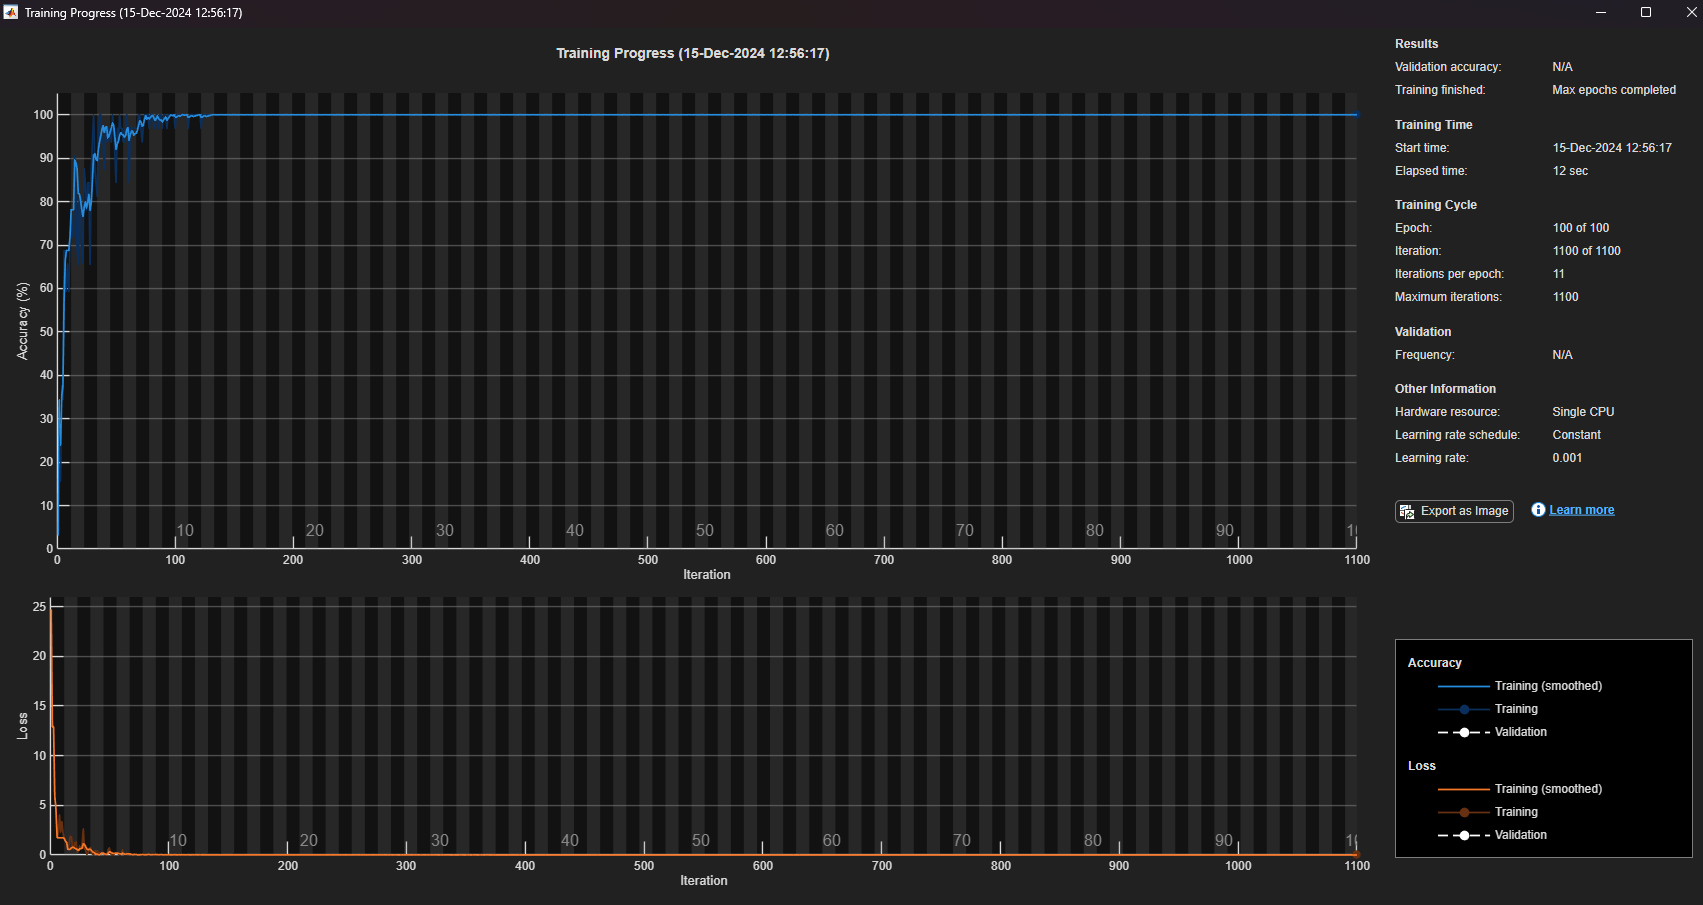 Training Progress (15-Dec-2024 12:56:17)
Training Progress (15-Dec-2024 12:56:17)
100
90
80
70
60
50
40
30
20
10
0
Accuracy (%)
10 20 30 40 50 60 70 80 90 10
0 100 200 300 400 500 600 700 800 900 1000 1100
Iteration
25
20
15
10
5
0
Loss
10 20 30 40 50 60 70 80 90 10
0 100 200 300 400 500 600 700 800 900 1000 1100
Iteration
Results
Validation accuracy: N/A
Training finished: Max epochs completed
Training Time
Start time: 15-Dec-2024 12:56:17
Elapsed time: 12 sec
Training Cycle
Epoch: 100 of 100
Iteration: 1100 of 1100
Iterations per epoch: 11
Maximum iterations: 1100
Validation
Frequency: N/A
Other Information
Hardware resource: Single CPU
Learning rate schedule: Constant
Learning rate: 0.001
Export as Image
Learn more
Accuracy
Training (smoothed)
Training
Validation
Loss
Training (smoothed)
Training
Validation